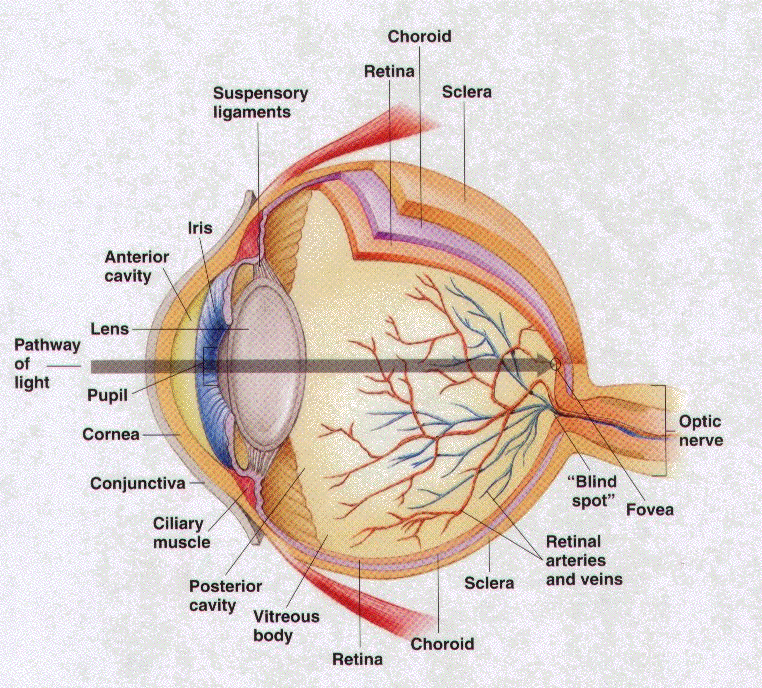 Choroid
Retina
Sclera
Suspensory
ligaments
Iris
Anterior
cavity
Lens
Pathway
of
light
Pupil
Cornea
Optic
nerve
Conjunctiva
"Blind
spot"
Fovea
Ciliary
muscle
Retinal
arteries
and veins
Posterior
cavity
Sclera
Vitreous
body
Choroid
Retina